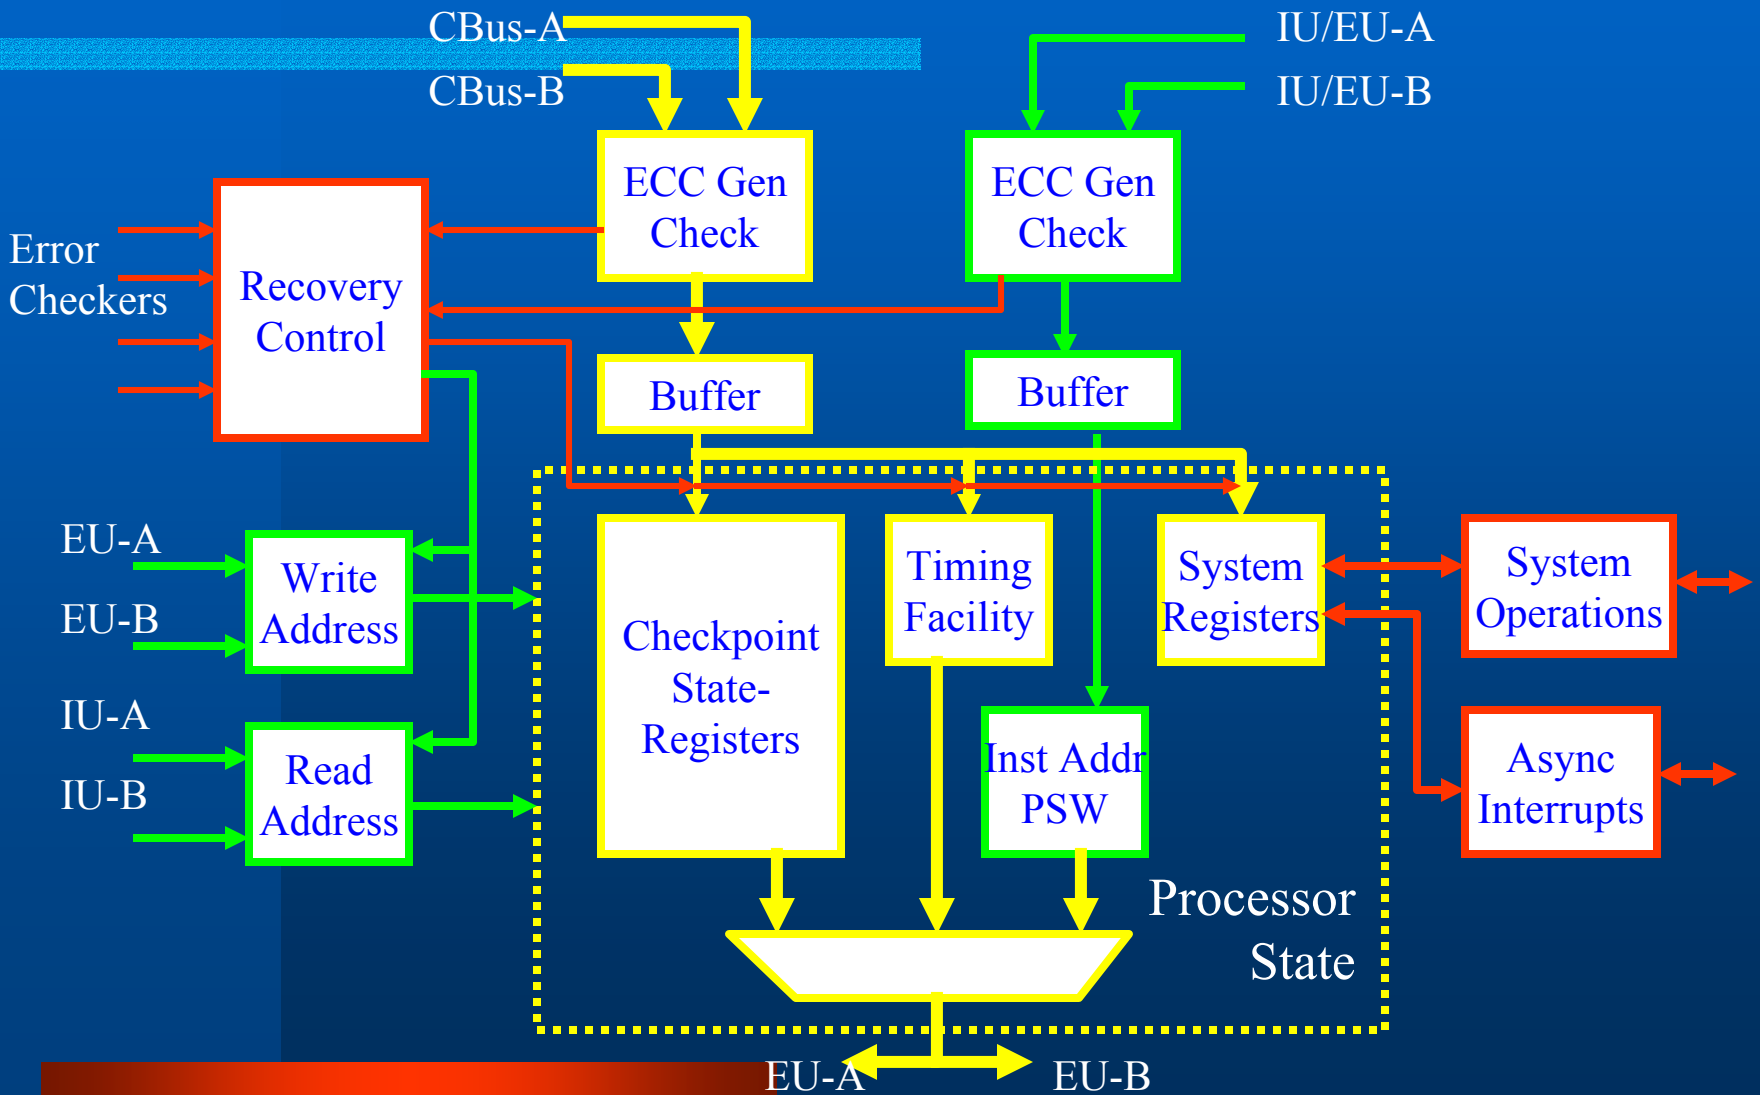 CBus-A
CBus-B
IU/EU-A
IU/EU-B
ECC Gen
Check
ECC Gen
Check
Error
Checkers
Recovery
Control
Buffer
Buffer
EU-A
EU-B
Write
Address
IU-A
IU-B
Read
Address
Checkpoint
State-
Registers
Timing
Facility
System
Registers
System
Operations
Inst Addr
PSW
Async
Interrupts
Processor
State
EU-A
EU-B